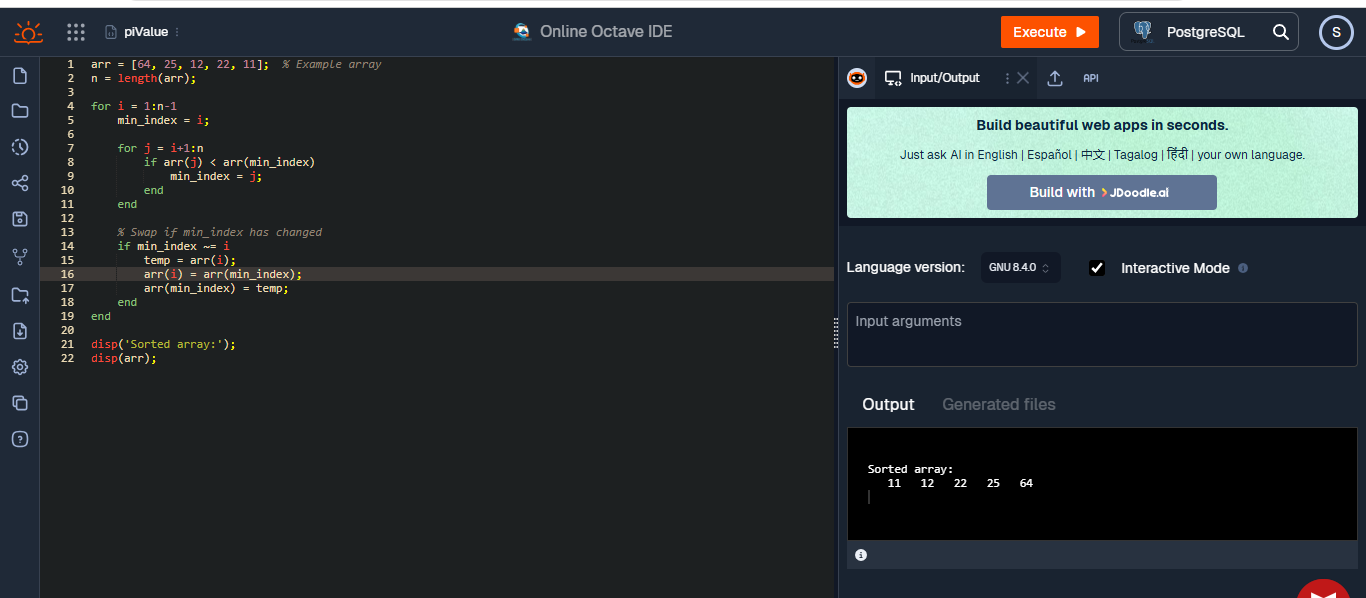 piValue
Online Octave IDE
Execute
PostgreSQL
S
1 arr = [64, 25, 12, 22, 11];  % Example array
2 n = length(arr);
3
4 for i = 1:n-1
5     min_index = i;
6
7     for j = i+1:n
8         if arr(j) < arr(min_index)
9             min_index = j;
10         end
11     end
12
13     % Swap if min_index has changed
14     if min_index ~= i
15         temp = arr(i);
16         arr(i) = arr(min_index);
17         arr(min_index) = temp;
18     end
19 end
20
21 disp('Sorted array:');
22 disp(arr);
Input/Output
API
Build beautiful web apps in seconds.
Just ask AI in English | Español | 中文 | Tagalog | हिंदी | your own language.
Build with JDoodle.ai
Language version:
GNU 8.4.0
Interactive Mode
Input arguments
Output Generated files
Sorted array:
11 12 22 25 64